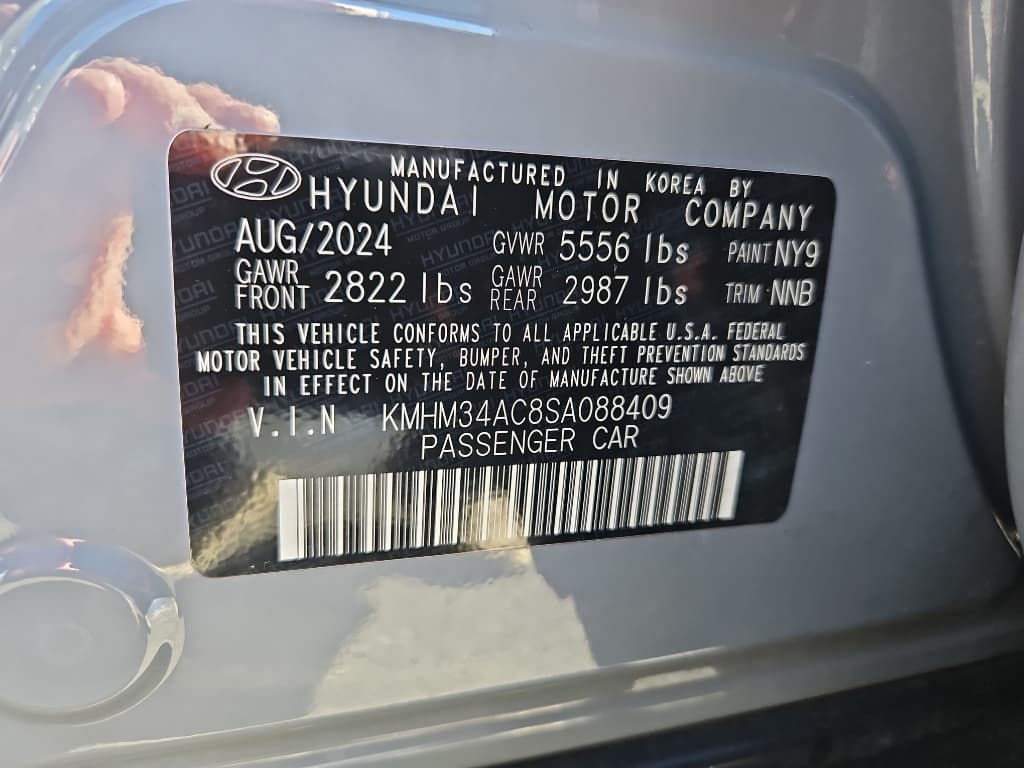 MANUFACTURED IN KOREA BY
HYUNDAI MOTOR COMPANY
AUG/2024 GVWR 5556 lbs PAINT NY9
GAWR FRONT 2822 lbs GAWR REAR 2987 lbs TRIM NNB
THIS VEHICLE CONFORMS TO ALL APPLICABLE U.S.A. FEDERAL
MOTOR VEHICLE SAFETY, BUMPER, AND THEFT PREVENTION STANDARDS
IN EFFECT ON THE DATE OF MANUFACTURE SHOWN ABOVE
V.I.N KMHM34AC8SA088409
PASSENGER CAR